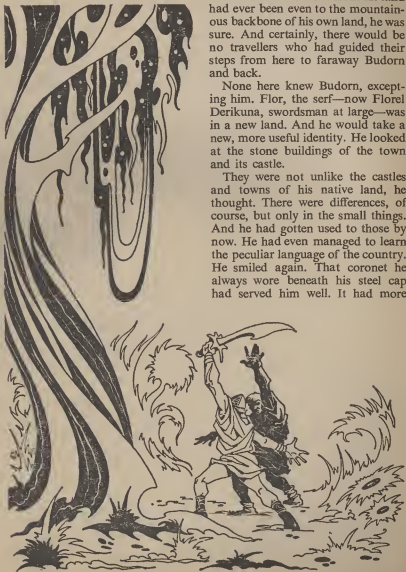 had ever been even to the mountain-
ous backbone of his own land, he was
sure. And certainly, there would be
no travellers who had guided their
steps from here to faraway Budorn
and back.
None here knew Budorn, except-
ing him. Flor, the serf—now Florel
Derikuna, swordsman at large—was
in a new land. And he would take a
new, more useful identity. He looked
at the stone buildings of the town
and its castle.
They were not unlike the castles
and towns of his native land, he
thought. There were differences, of
course, but only in the small things.
And he had gotten used to those by
now. He had even managed to learn
the peculiar language of the country.
He smiled again. That coronet he
always wore beneath his steel cap
had served him well. It had more